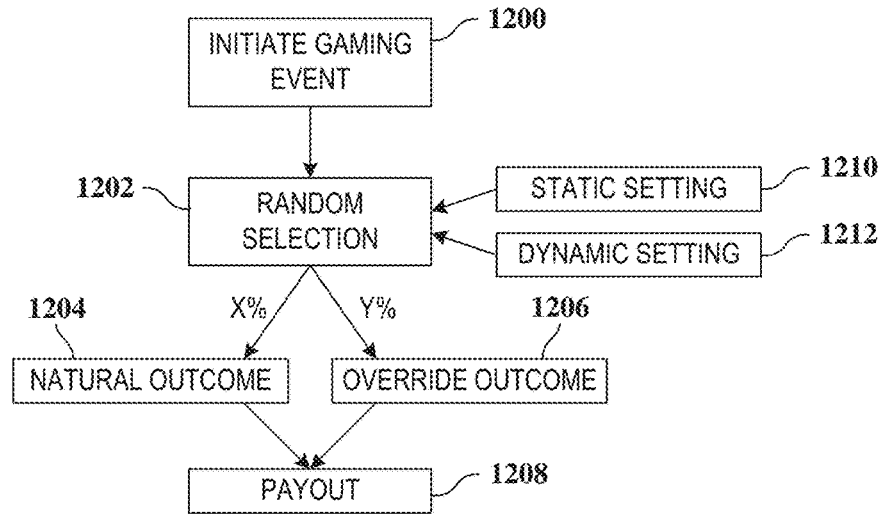 1200
INITIATE GAMING
EVENT
1202
RANDOM
SELECTION
1210
STATIC SETTING
1212
DYNAMIC SETTING
X%
Y%
1204
1206
NATURAL OUTCOME
OVERRIDE OUTCOME
PAYOUT
1208